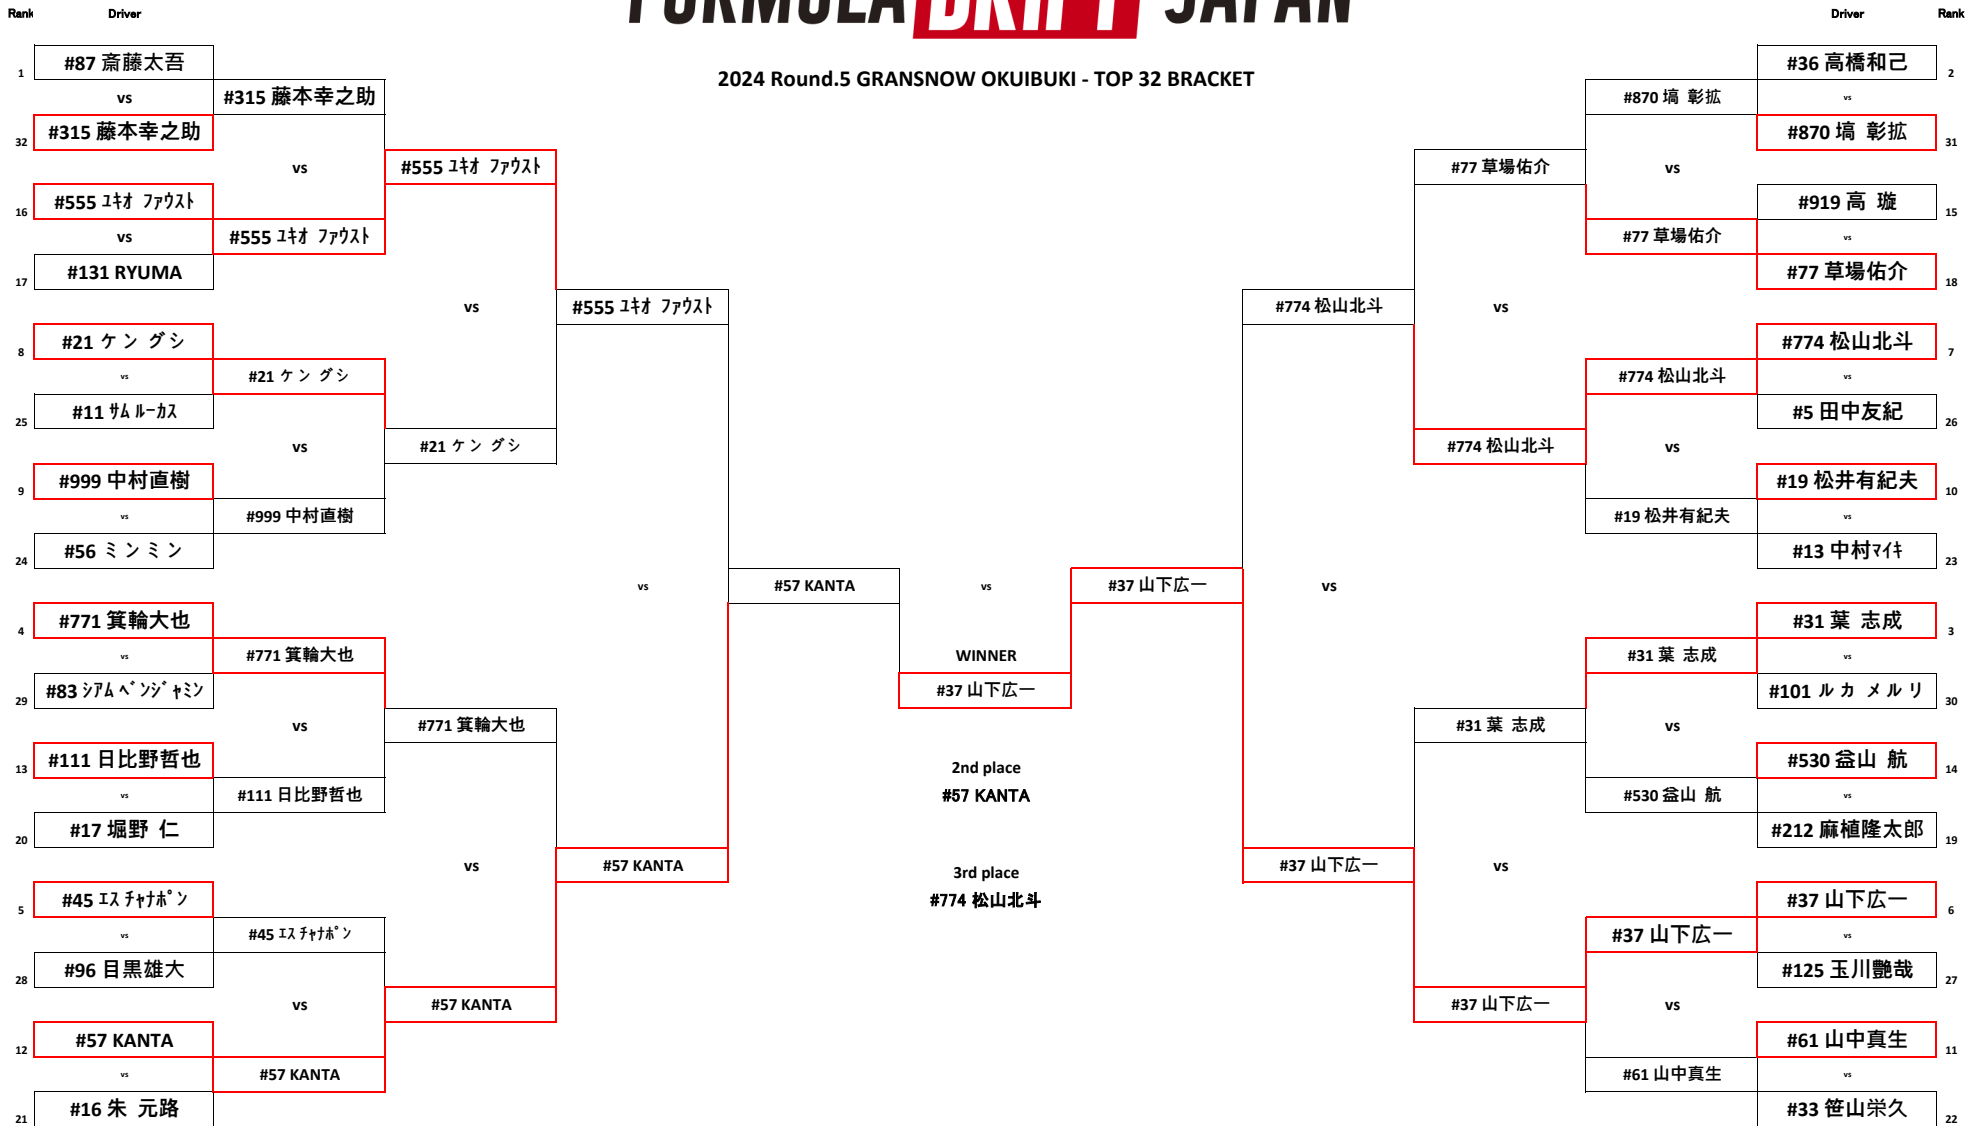 Rank Driver
FORMULA DRIFT JAPAN
Driver Rank
2024 Round.5 GRANSNOW OKUIBUKI - TOP 32 BRACKET
1 #87 斎藤太吾
vs
32 #315 藤本幸之助
16 #555 ﾕｷｵ ﾌｧｳｽﾄ
vs
17 #131 RYUMA
8 #21 ケン グシ
vs
25 #11 ｻﾑ ﾙｰｶｽ
9 #999 中村直樹
vs
24 #56 ミンミン
4 #771 箕輪大也
vs
29 #83 ｼｱﾑ ﾍﾞﾝｼﾞｬﾐﾝ
13 #111 日比野哲也
vs
20 #17 堀野 仁
5 #45 ｴｽ ﾁｬﾅﾎﾟﾝ
vs
28 #96 目黒雄大
12 #57 KANTA
vs
21 #16 朱 元路
#315 藤本幸之助
vs
#555 ﾕｷｵ ﾌｧｳｽﾄ
#21 ケン グシ
vs
#999 中村直樹
#771 箕輪大也
vs
#111 日比野哲也
#45 ｴｽ ﾁｬﾅﾎﾟﾝ
vs
#57 KANTA
#555 ﾕｷｵ ﾌｧｳｽﾄ
vs
#21 ケン グシ
#771 箕輪大也
vs
#57 KANTA
#555 ﾕｷｵ ﾌｧｳｽﾄ
vs
#57 KANTA
#57 KANTA
vs
#37 山下広一
WINNER
#37 山下広一
2nd place
#57 KANTA
3rd place
#774 松山北斗
#774 松山北斗
vs
#37 山下広一
#77 草場佑介
vs
#774 松山北斗
#31 葉 志成
vs
#37 山下広一
#870 塙 彰拡
vs
#77 草場佑介
#774 松山北斗
vs
#19 松井有紀夫
#31 葉 志成
vs
#530 益山 航
#37 山下広一
vs
#61 山中真生
#36 高橋和己 2
vs
#870 塙 彰拡 31
#919 高 璇 15
vs
#77 草場佑介 18
#774 松山北斗 7
vs
#5 田中友紀 26
#19 松井有紀夫 10
vs
#13 中村ﾏｲｷ 23
#31 葉 志成 3
vs
#101 ルカ メルリ 30
#530 益山 航 14
vs
#212 麻植隆太郎 19
#37 山下広一 6
vs
#125 玉川艶哉 27
#61 山中真生 11
vs
#33 笹山栄久 22